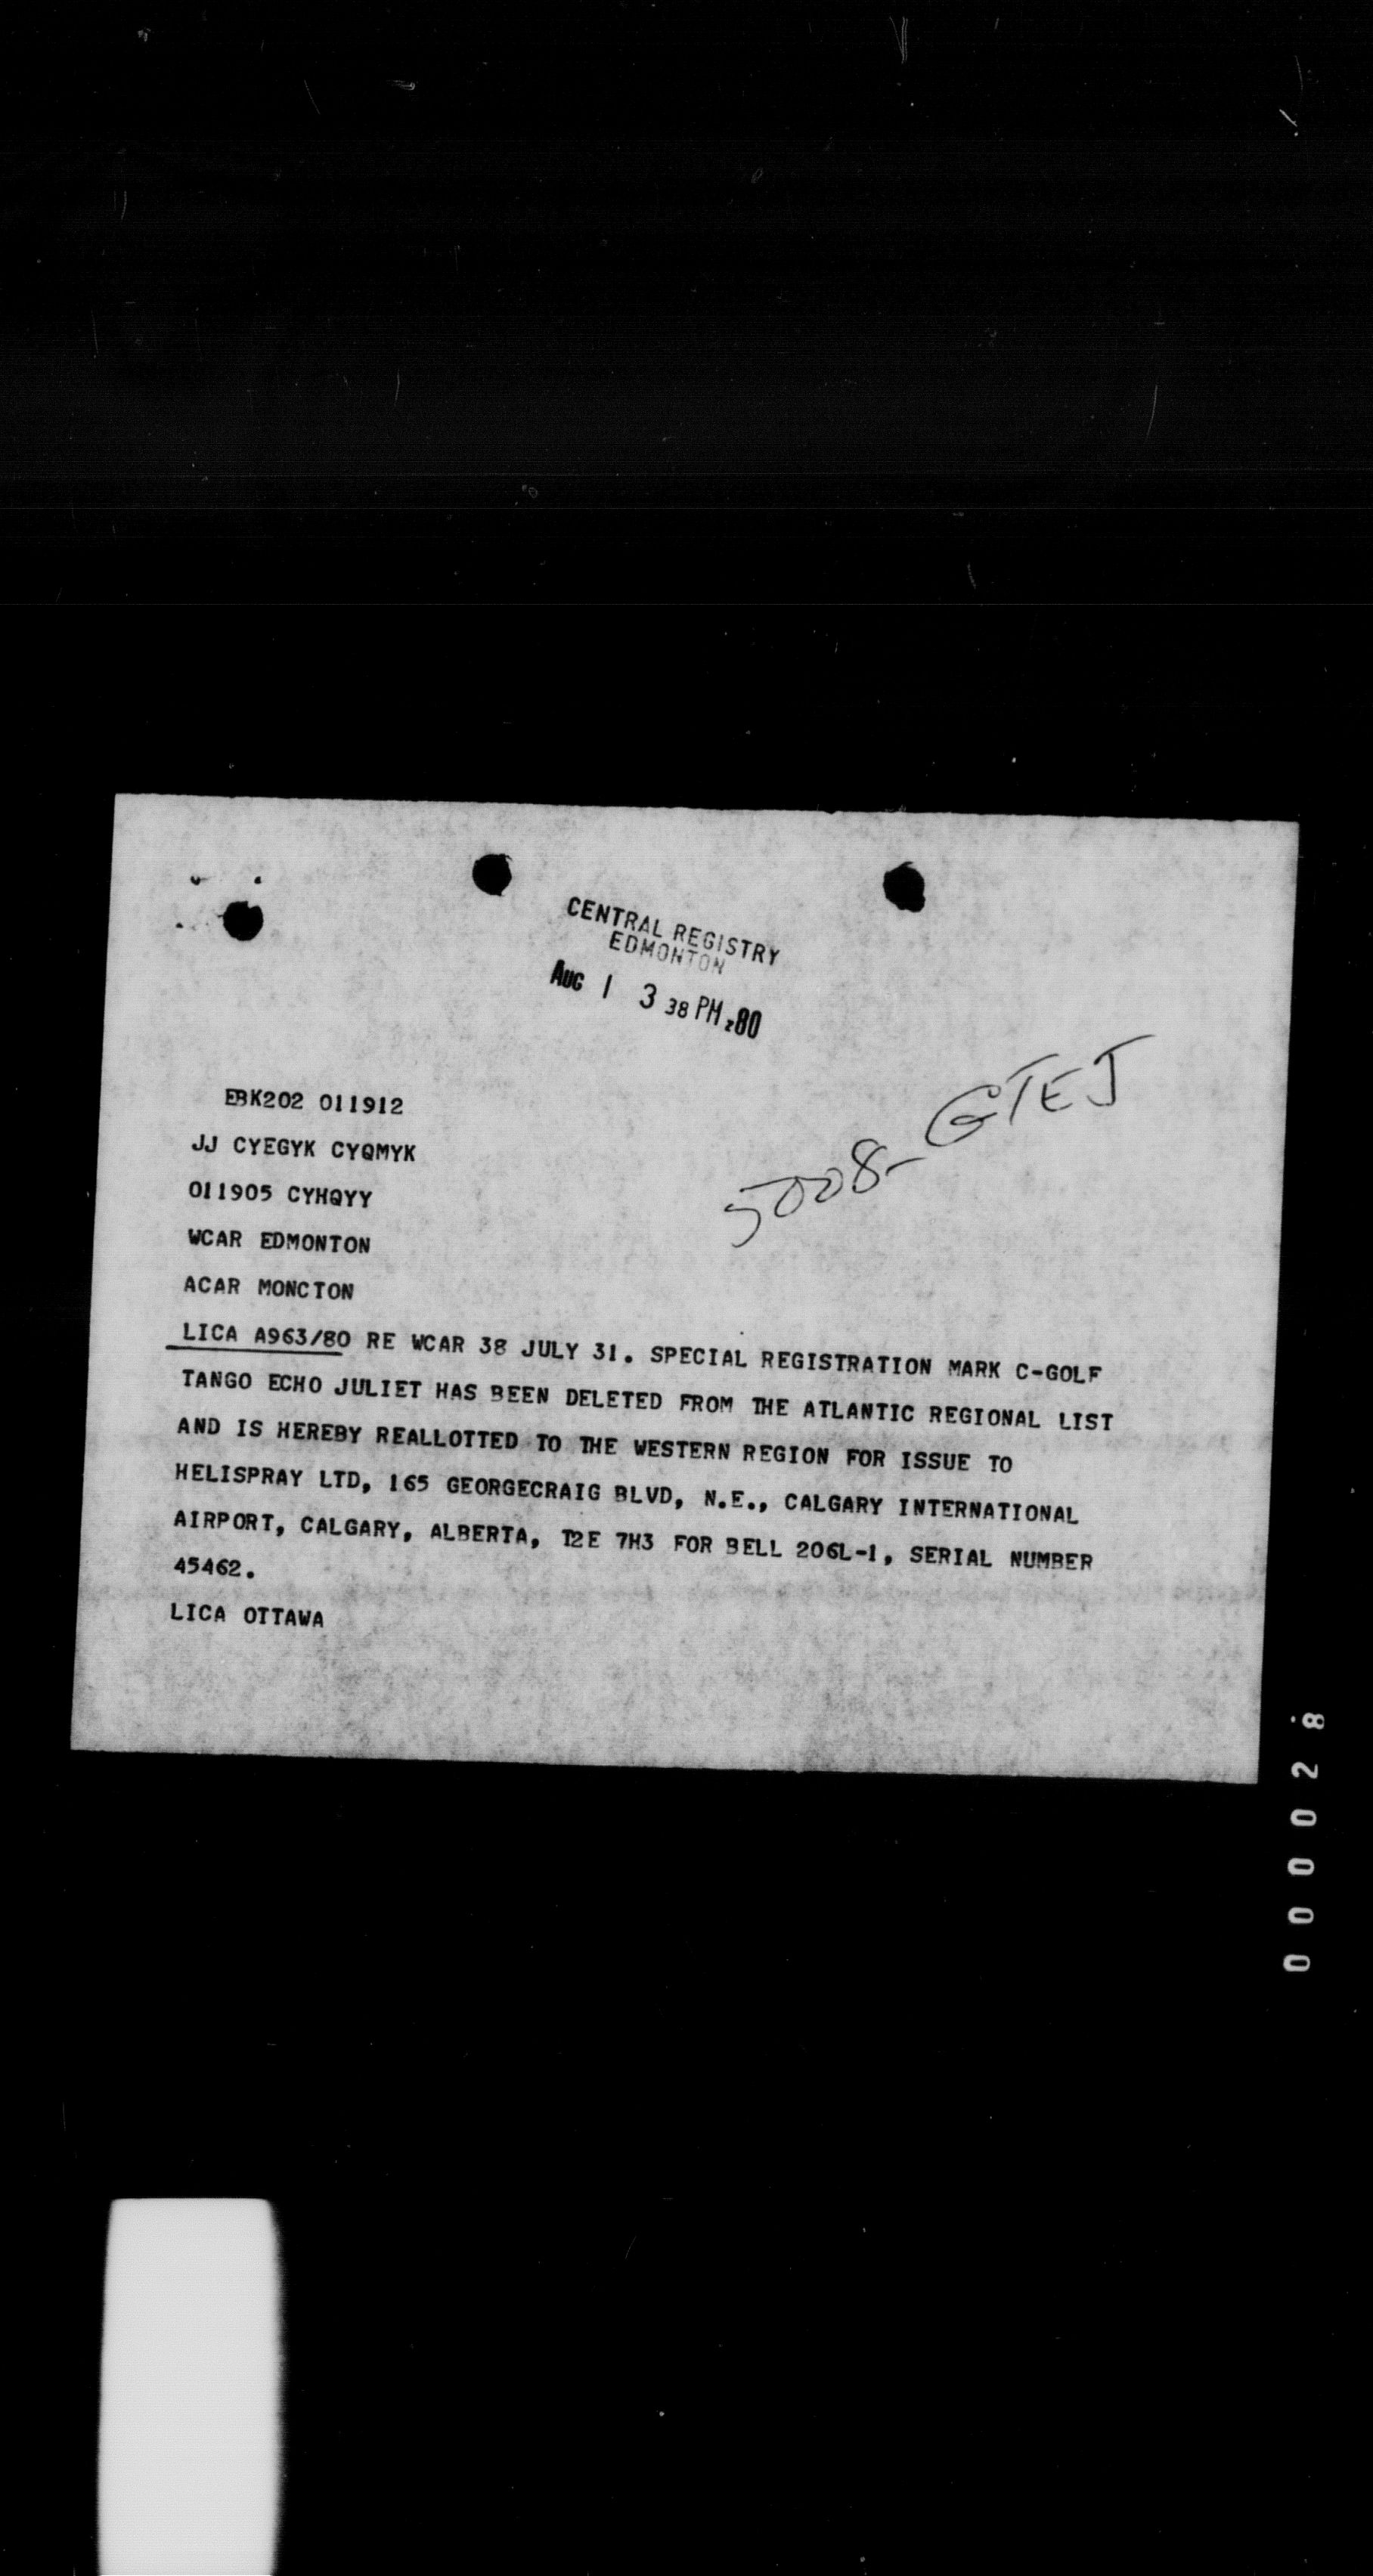 CENTRAL REGISTRY
EDMONTON
AUG 1 3 38 PM '80
5008-GTEJ
EBK202 011912
JJ CYEGYK CYQMYK
011905 CYHQYY
WCAR EDMONTON
ACAR MONCTON
LICA A963/80 RE WCAR 38 JULY 31. SPECIAL REGISTRATION MARK C-GOLF
TANGO ECHO JULIET HAS BEEN DELETED FROM THE ATLANTIC REGIONAL LIST
AND IS HEREBY REALLOTTED TO THE WESTERN REGION FOR ISSUE TO
HELISPRAY LTD, 165 GEORGECRAIG BLVD, N.E., CALGARY INTERNATIONAL
AIRPORT, CALGARY, ALBERTA, T2E 7H3 FOR BELL 206L-1, SERIAL NUMBER
45462.
LICA OTTAWA
000028